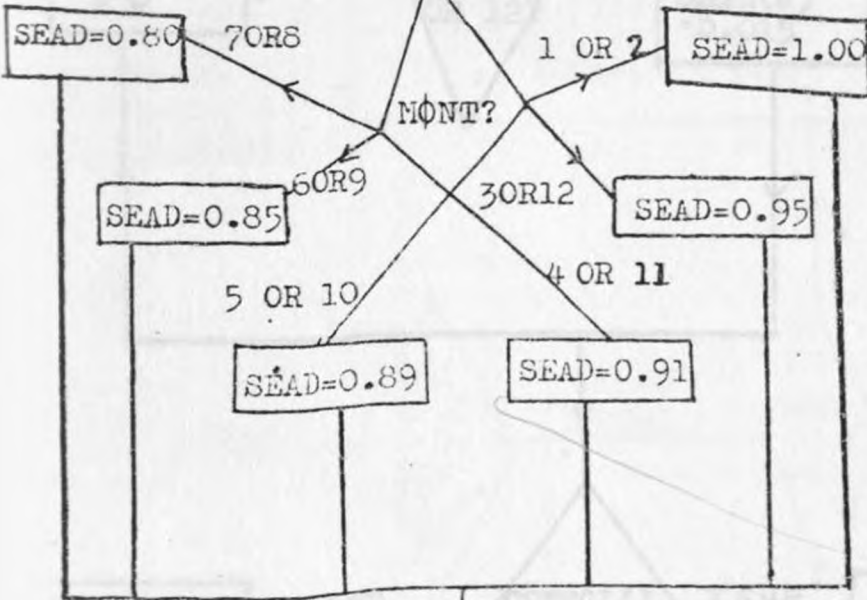 SEAD=0.80
7OR8
1 OR 2
SEAD=1.00
MØNT?
6OR9
3OR12
SEAD=0.85
SEAD=0.95
5 OR 10
4 OR 11
SEAD=0.89
SEAD=0.91